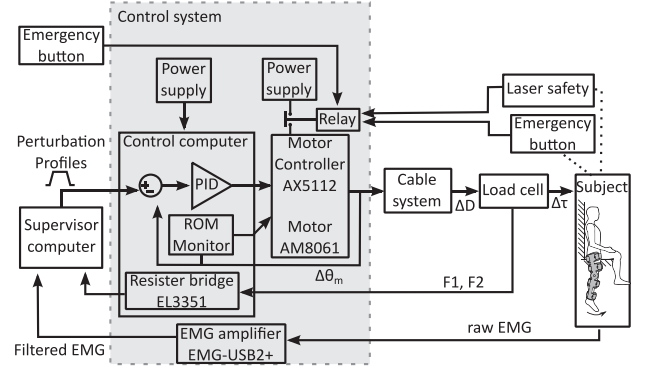 Control system
Emergency
button
Power
supply
Power
supply
Laser safety
Relay
Emergency
button
Perturbation
Profiles
Control computer
Motor
Controller
AX5112
PID
Cable
system
Load cell
Subject
ΔD
Δτ
Supervisor
computer
ROM
Monitor
Motor
AM8061
Δθm
Resister bridge
EL3351
F1, F2
EMG amplifier
EMG-USB2+
raw EMG
Filtered EMG